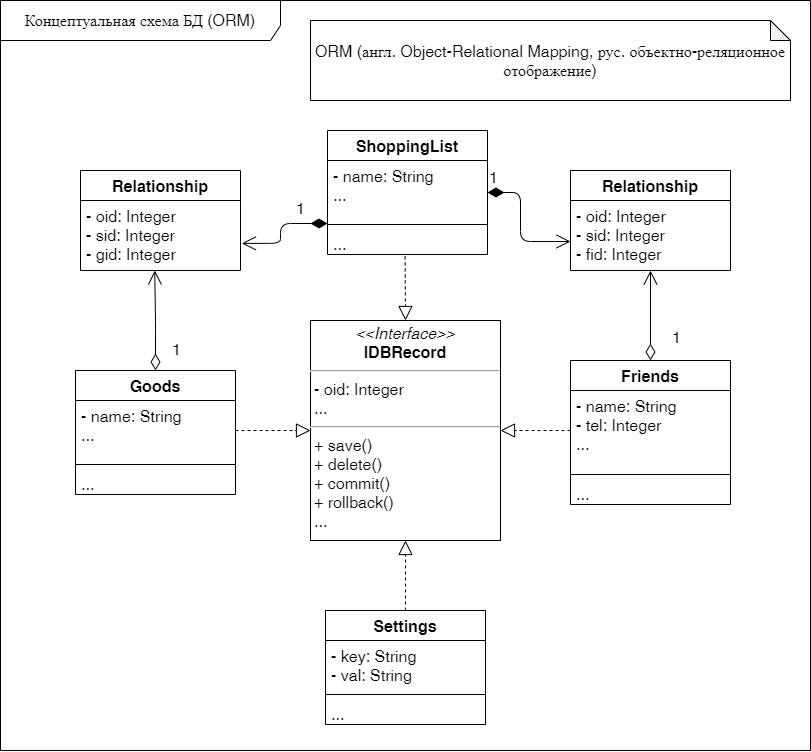 Концептуальная схема БД (ORM)
ORM (англ. Object-Relational Mapping, рус. объектно-реляционное
отображение)
ShoppingList
- name: String
...
...
1
1
Relationship
- oid: Integer
- sid: Integer
- gid: Integer
Relationship
- oid: Integer
- sid: Integer
- fid: Integer
1
1
<<Interface>>
IDBRecord
- oid: Integer
...
+ save()
+ delete()
+ commit()
+ rollback()
...
Goods
- name: String
...
...
Friends
- name: String
- tel: Integer
...
...
Settings
- key: String
- val: String
...